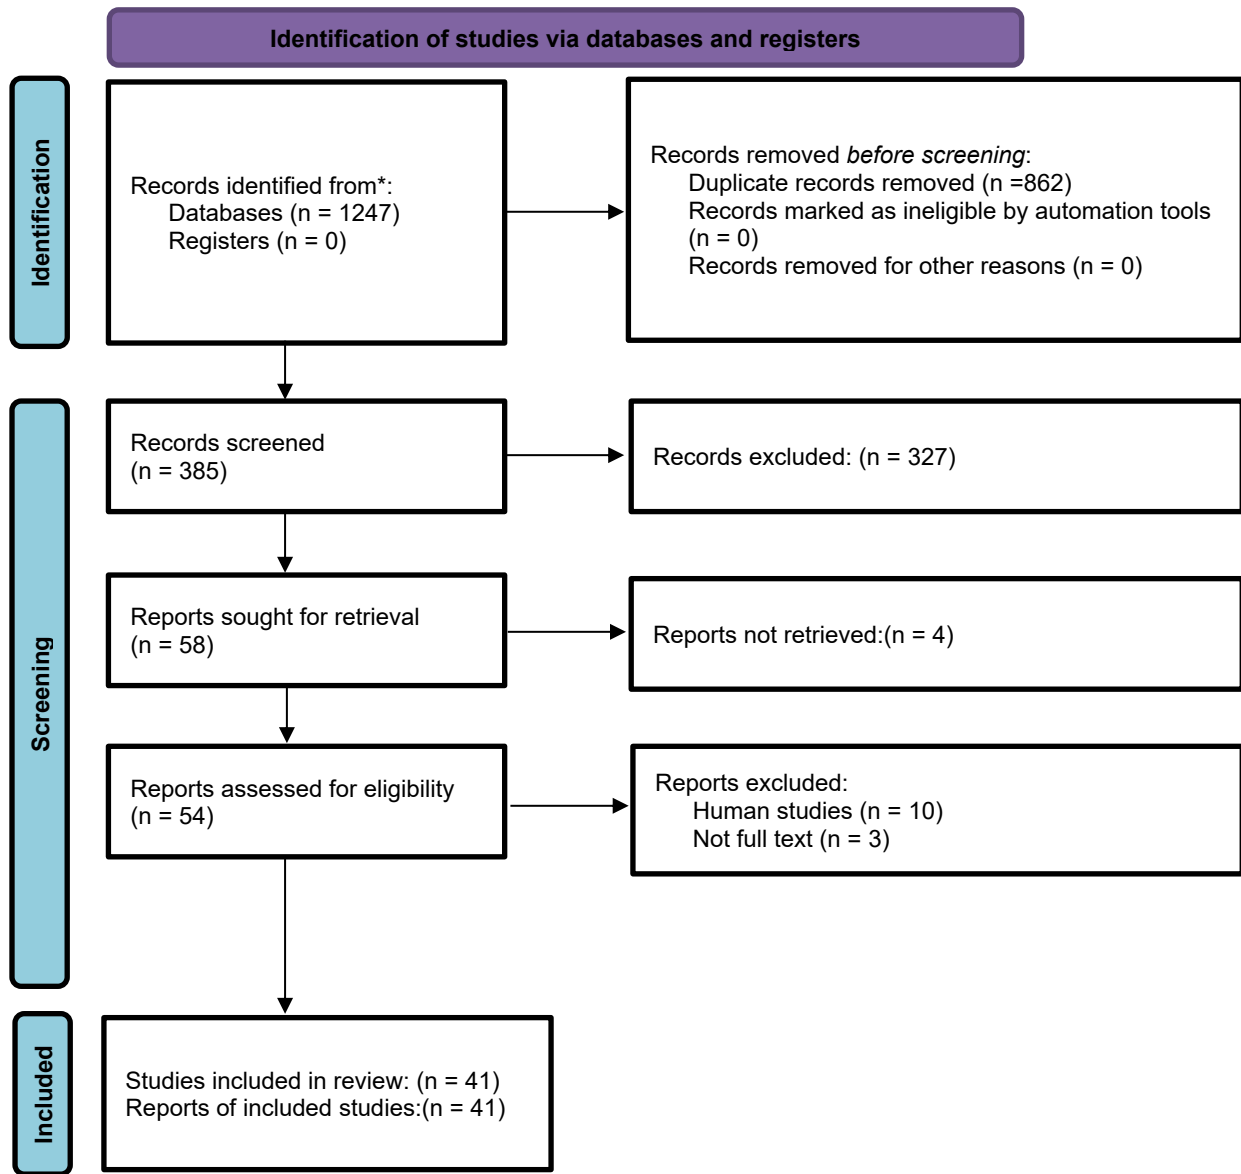 Identification of studies via databases and registers
Identification
Records identified from*:
Databases (n = 1247)
Registers (n = 0)
Records removed before screening:
Duplicate records removed (n =862)
Records marked as ineligible by automation tools
(n = 0)
Records removed for other reasons (n = 0)
Screening
Records screened
(n = 385)
Records excluded: (n = 327)
Reports sought for retrieval
(n = 58)
Reports not retrieved:(n = 4)
Reports assessed for eligibility
(n = 54)
Reports excluded:
Human studies (n = 10)
Not full text (n = 3)
Included
Studies included in review: (n = 41)
Reports of included studies:(n = 41)